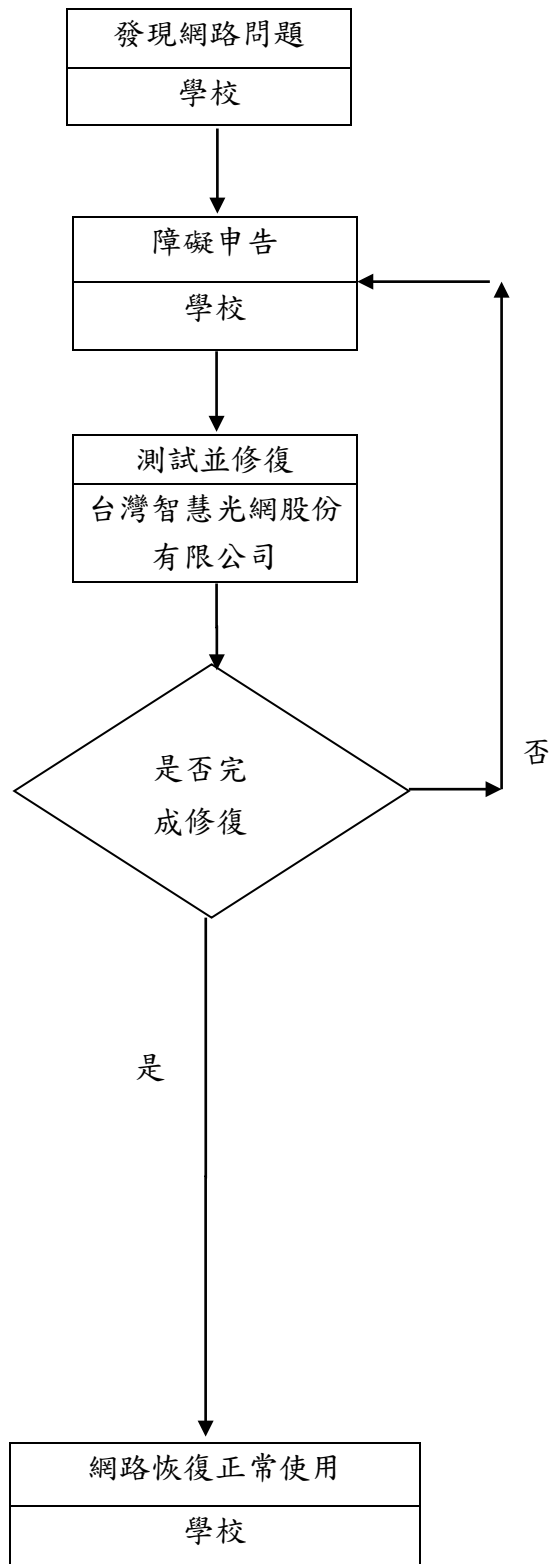 發現網路問題
學校
障礙申告
學校
測試並修復
台灣智慧光網股份
有限公司
是否完
成修復
否
是
網路恢復正常使用
學校